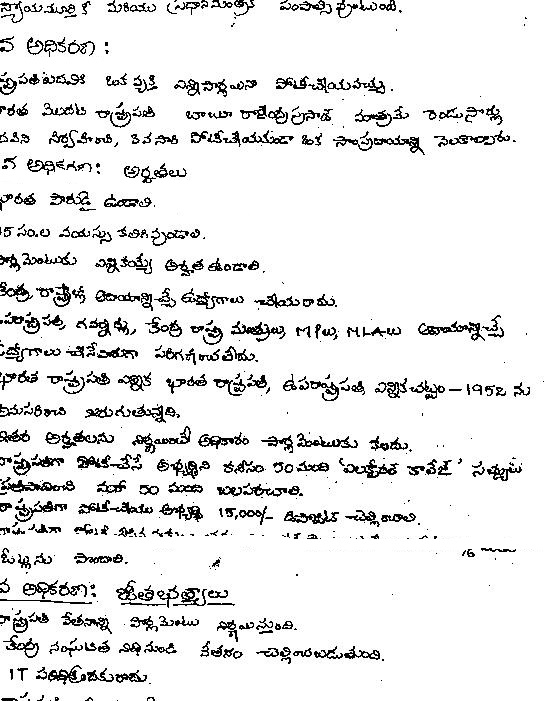 న్యాయమూర్తికి మరియు ప్రధానమంత్రికి పంపాల్సి వుంటుంది.
వ అధికరణ :
ష్ట్రపతి పదవికి ఒక వ్యక్తి ఎన్నిసార్లయినా పోటీచేయవచ్చు.
ారత మొదటి రాష్ట్రపతి బాబూ రాజేంద్రప్రసాద్ మాత్రమే రెండుసార్లు
దవిని నిర్వహించి, 3వ సారి పోటీచేయకుండా ఒక సాంప్రదాయాన్ని నెలకొల్పారు.
వ అధికరణ : అర్హతలు
భారత పౌరుడై ఉండాలి.
35 సం.ల వయస్సు కలిగివుండాలి.
పార్లమెంటుకు ఎన్నికయ్యే అర్హత ఉండాలి.
కేంద్ర, రాష్ట్రాల్లో ఆదాయాన్నిచ్చే ఉద్యోగాలు చేయరాదు.
ఉపరాష్ట్రపతి, గవర్నర్లు, కేంద్ర రాష్ట్ర మంత్రులు, MPలు, MLAలు ఆదాయాన్నిచ్చే
ఉద్యోగాలు చేసేవారుగా పరిగణించబడరు.
భారత రాష్ట్రపతి ఎన్నిక భారత రాష్ట్రపతి, ఉపరాష్ట్రపతి ఎన్నిక చట్టం – 1952 ను
అనుసరించి జరుగుతున్నది.
ఇతర అర్హతలను నిర్ణయించే అధికారం పార్లమెంటుకు కలదు.
రాష్ట్రపతిగా పోటీచేసే అభ్యర్థిని కనీసం 50 మంది 'ఎలక్టోరల్ కాలేజి' సభ్యులు
ప్రతిపాదించి మరో 50 మంది బలపరచాలి.
రాష్ట్రపతిగా పోటీచేయు అభ్యర్థి 15,000/- డిపాజిట్ చెల్లించాలి.
ఓట్లను పొందాలి.
వ అధికరణ : జీతభత్యాలు
రాష్ట్రపతి వేతనాన్ని పార్లమెంటు నిర్ణయిస్తుంది.
కేంద్ర సంఘటిత నిధి నుండి వేతనం చెల్లించబడుతుంది.
IT పరిధిలోనికి రాదు.